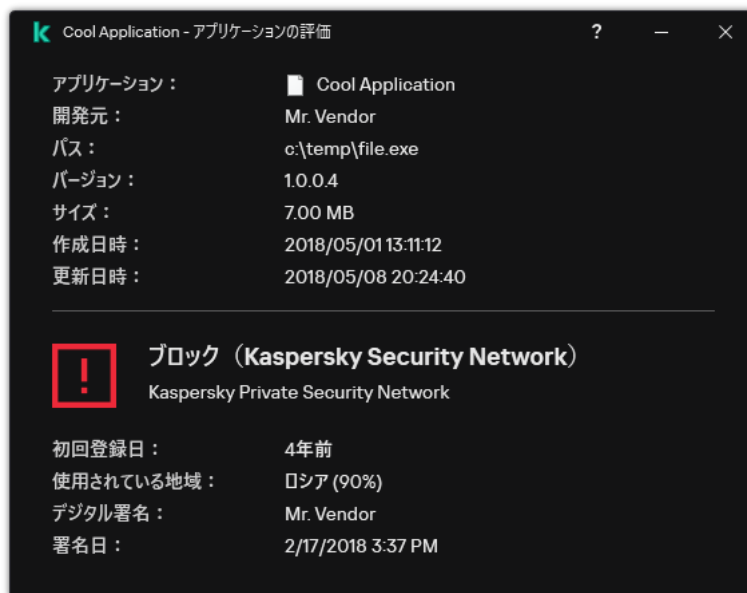 Cool Application - アプリケーションの評価
アプリケーション： Cool Application
開発元： Mr. Vendor
パス： c:\temp\file.exe
バージョン： 1.0.0.4
サイズ： 7.00 MB
作成日時： 2018/05/01 13:11:12
更新日時： 2018/05/08 20:24:40
ブロック（Kaspersky Security Network）
Kaspersky Private Security Network
初回登録日： 4年前
使用されている地域： ロシア (90%)
デジタル署名： Mr. Vendor
署名日： 2/17/2018 3:37 PM